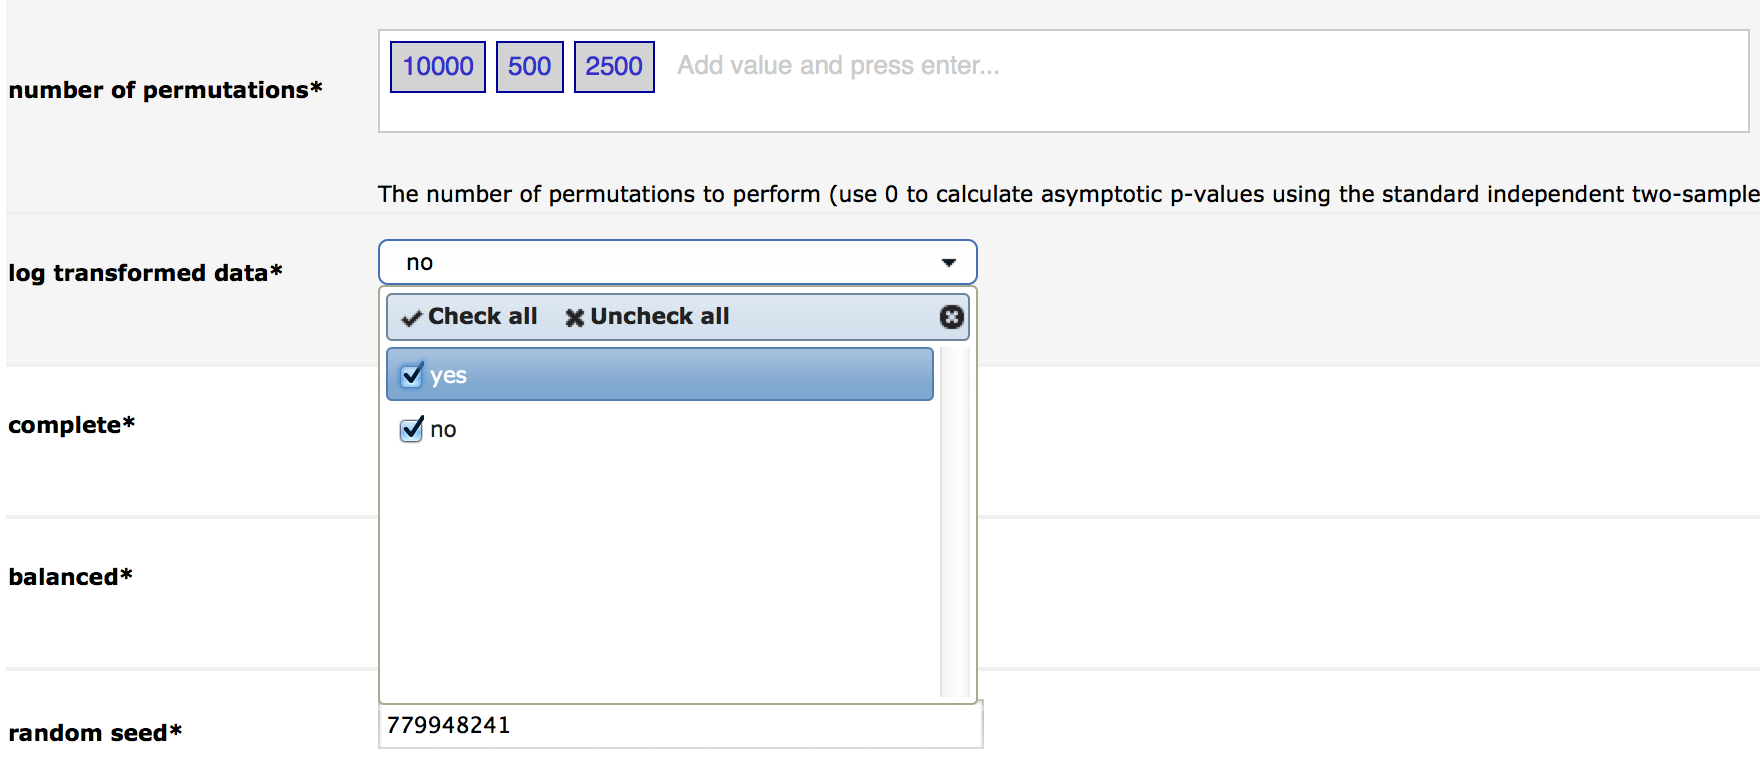 number of permutations*
10000 500 2500 Add value and press enter...
The number of permutations to perform (use 0 to calculate asymptotic p-values using the standard independent two-sample
log transformed data*
no
Check all Uncheck all
yes
no
complete*
balanced*
random seed*
779948241